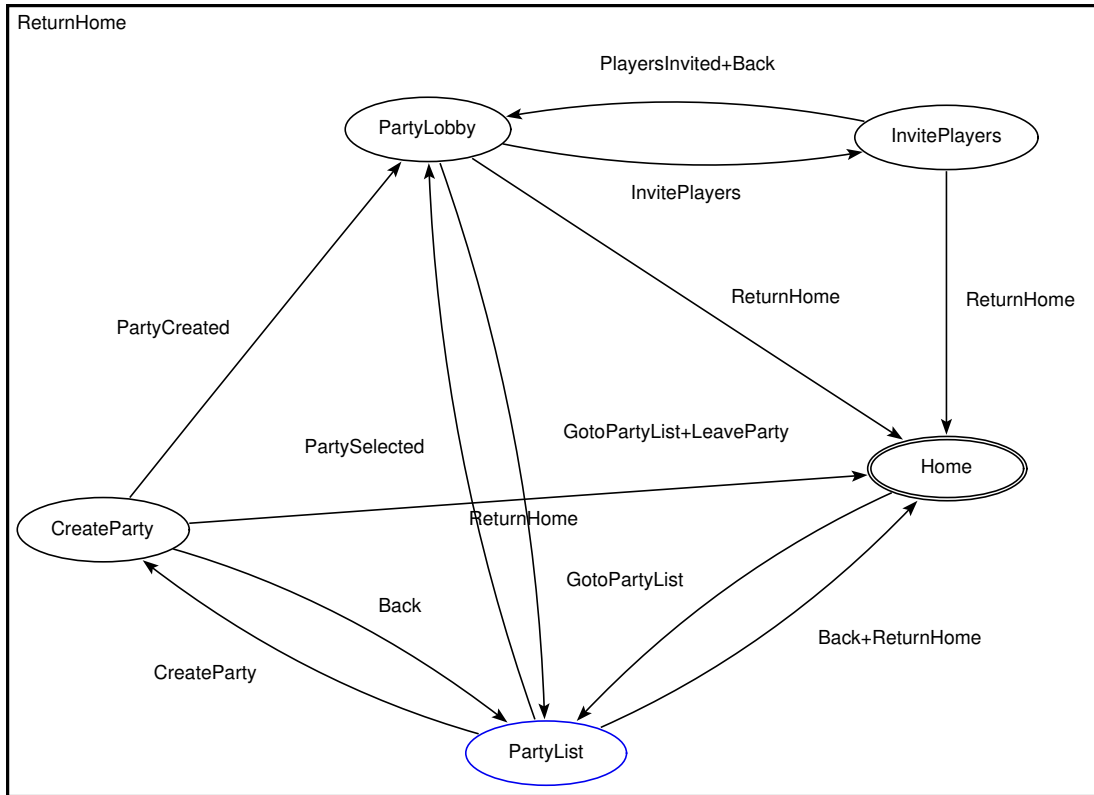 ReturnHome
PlayersInvited+Back
PartyLobby
InvitePlayers
InvitePlayers
ReturnHome
ReturnHome
PartyCreated
PartySelected
GotoPartyList+LeaveParty
Home
ReturnHome
CreateParty
GotoPartyList
Back
Back+ReturnHome
CreateParty
PartyList